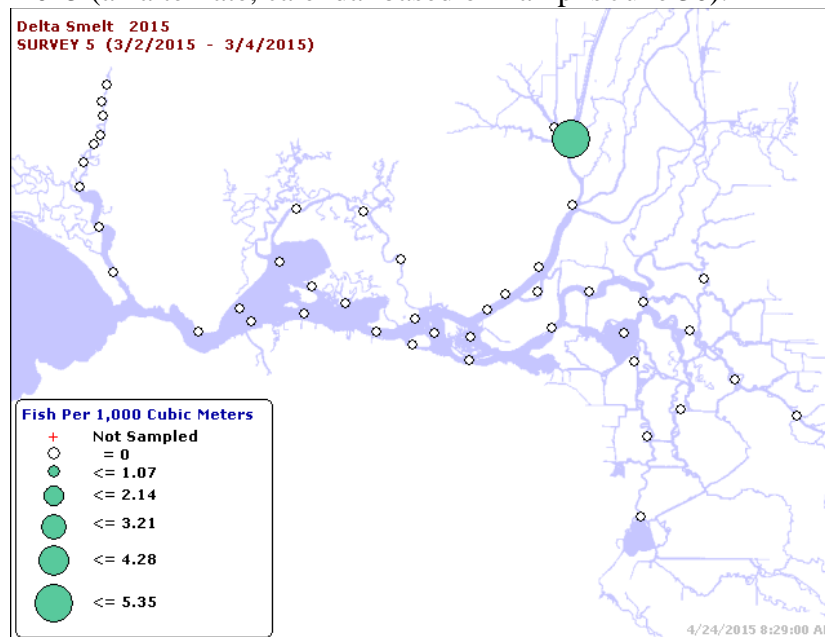 Delta Smelt 2015
SURVEY 5 (3/2/2015 - 3/4/2015)
Fish Per 1,000 Cubic Meters
+ Not Sampled
= 0
<= 1.07
<= 2.14
<= 3.21
<= 4.28
<= 5.35
4/24/2015 8:29:00